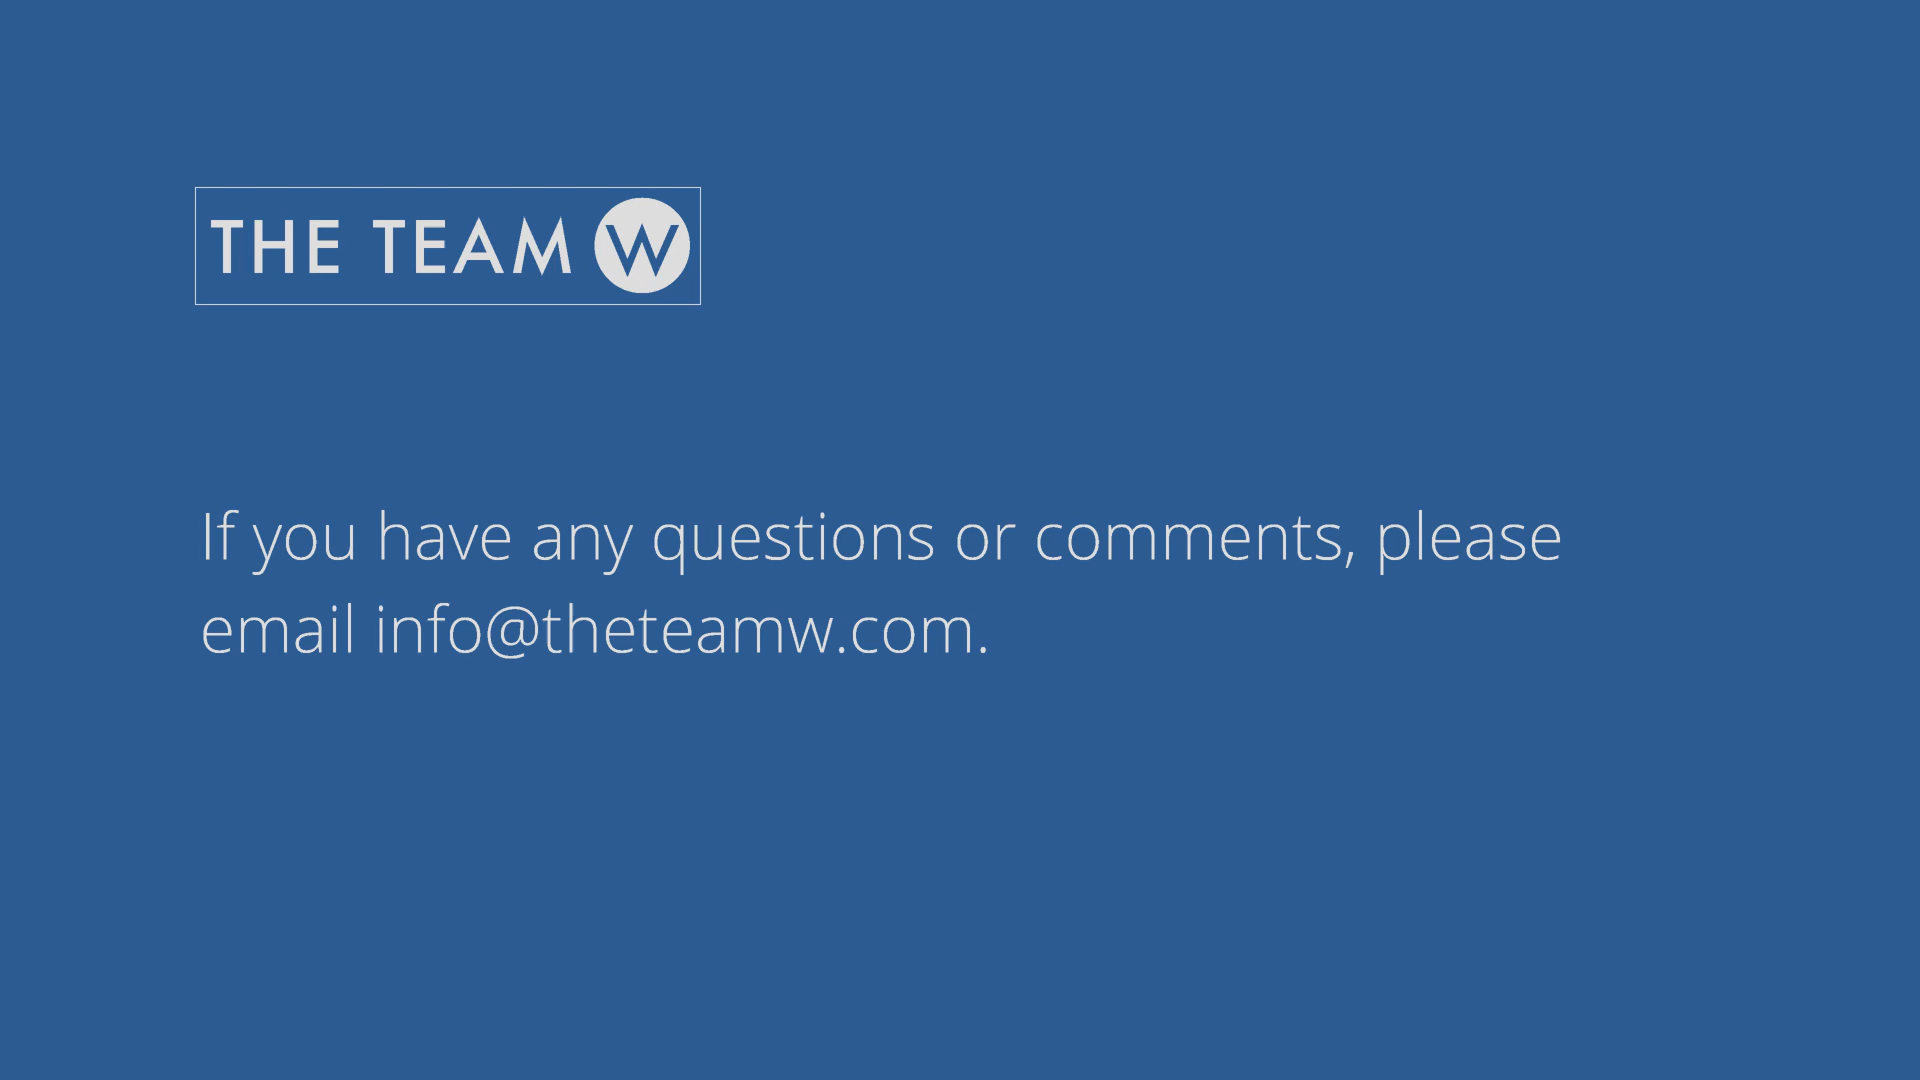 THE TEAM W
If you have any questions or comments, please
email info@theteamw.com.